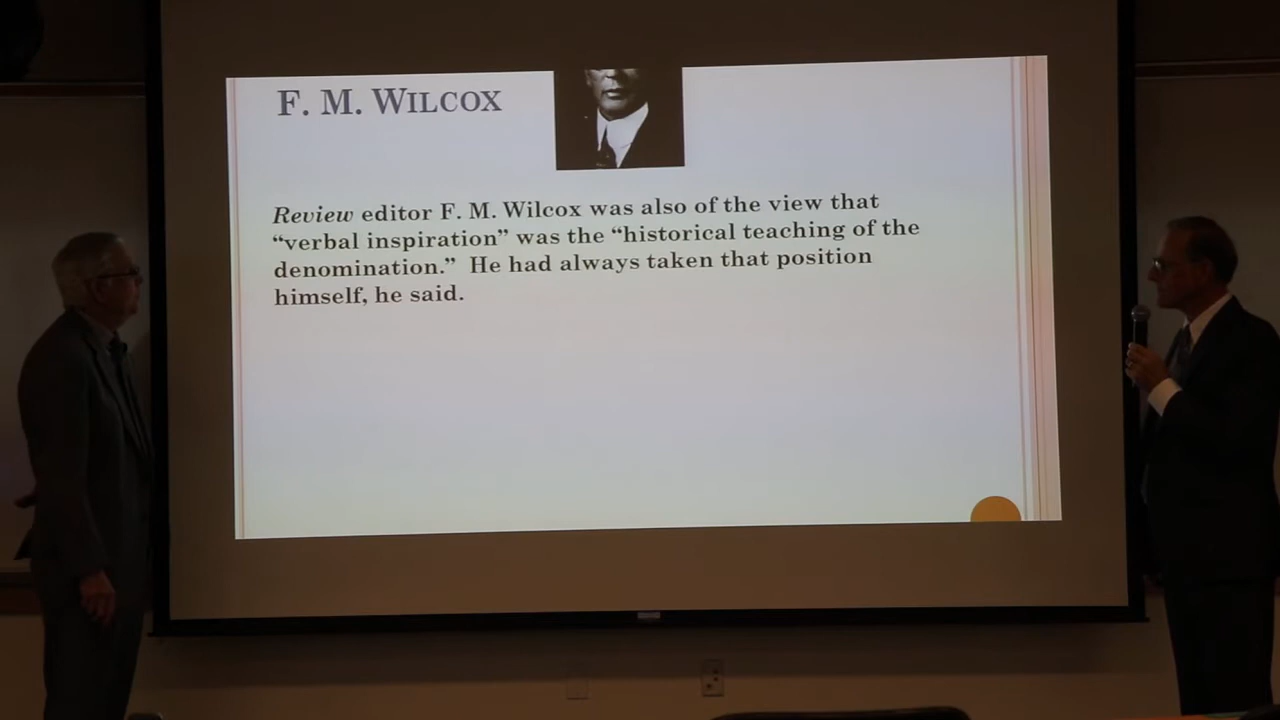 F. M. WILCOX
Review editor F. M. Wilcox was also of the view that
“verbal inspiration” was the “historical teaching of the
denomination.” He had always taken that position
himself, he said.